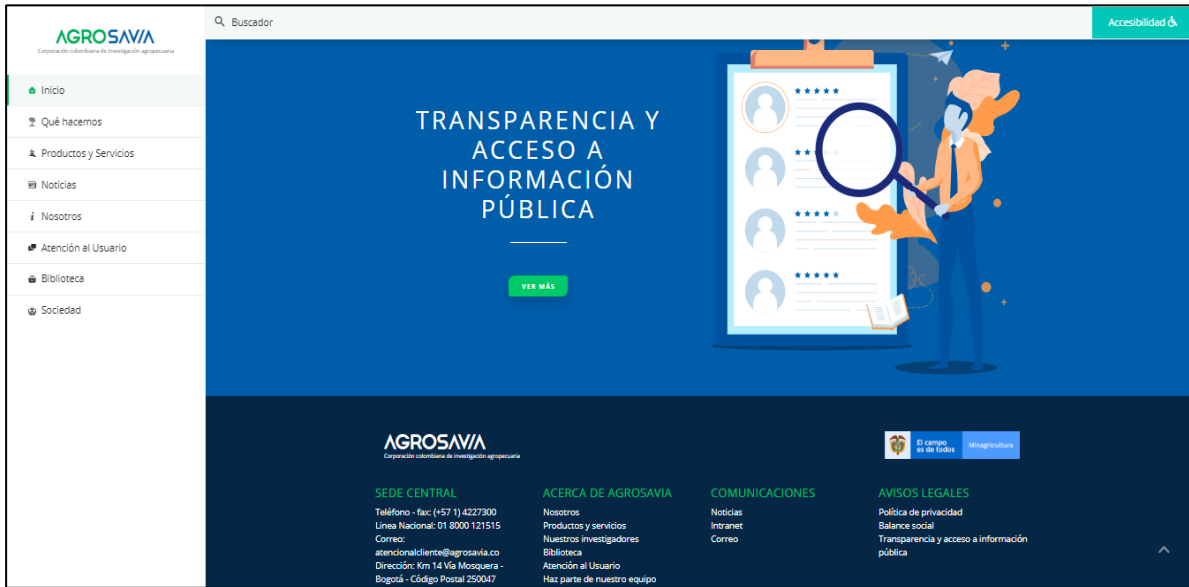 AGROSAVIA
Corporación colombiana de investigación agropecuaria
Inicio
Qué hacemos
Productos y Servicios
Noticias
Nosotros
Atención al Usuario
Biblioteca
Sociedad
Buscador
Accesibilidad
TRANSPARENCIA Y
ACCESO A
INFORMACIÓN
PÚBLICA
VER MÁS
AGROSAVIA
Corporación colombiana de investigación agropecuaria
El campo
es de todos
Minagricultura
SEDE CENTRAL
Teléfono - fax: (+57 1) 4227300
Linea Nacional: 01 8000 121515
Correo:
atencionalcliente@agrosavia.co
Dirección: Km 14 Vía Mosquera -
Bogotá - Código Postal 250047
ACERCA DE AGROSAVIA
Nosotros
Productos y servicios
Nuestros investigadores
Biblioteca
Atención al Usuario
Haz parte de nuestro equipo
COMUNICACIONES
Noticias
Intranet
Correo
AVISOS LEGALES
Política de privacidad
Balance social
Transparencia y acceso a información
pública